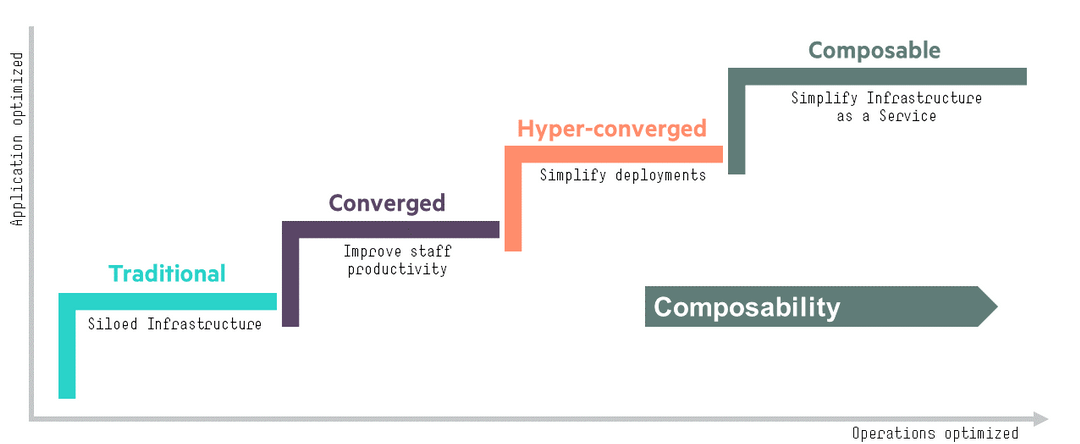 Application optimized
Composable
Simplify Infrastructure
as a Service
Hyper-converged
Simplify deployments
Converged
Improve staff
productivity
Traditional
Siloed Infrastructure
Composability
Operations optimized